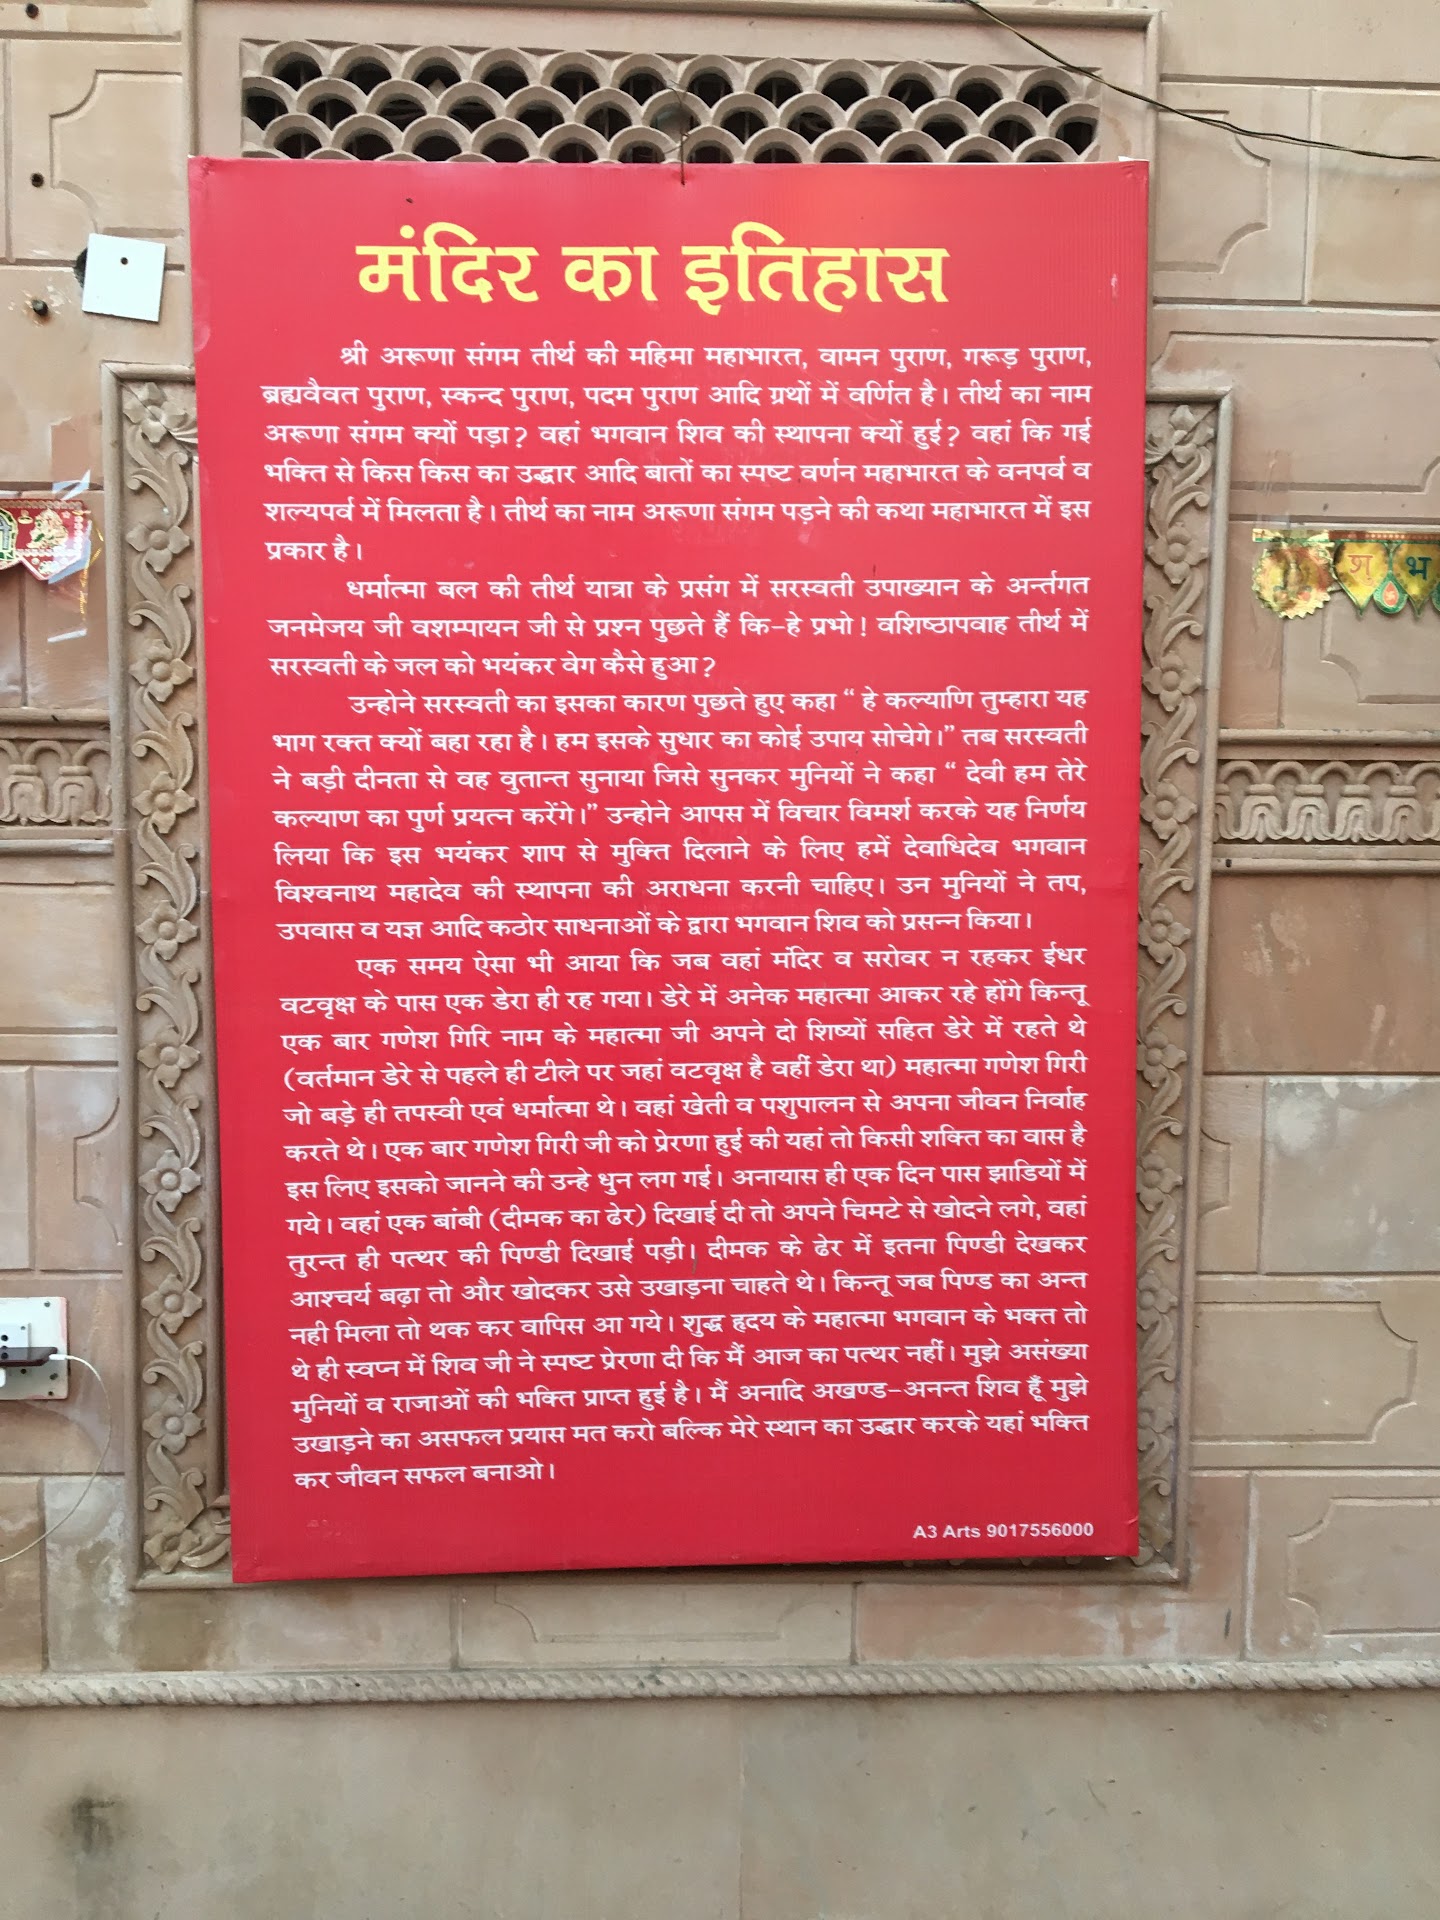 मंदिर का इतिहास
श्री अरूणा संगम तीर्थ की महिमा महाभारत, वामन पुराण, गरूड़ पुराण,
ब्रह्मवैवत पुराण, स्कन्द पुराण, पदम पुराण आदि ग्रथों में वर्णित है। तीर्थ का नाम
अरूणा संगम क्यों पड़ा? वहां भगवान शिव की स्थापना क्यों हुई? वहां कि गई
भक्ति से किस किस का उद्धार आदि बातों का स्पष्ट वर्णन महाभारत के वनपर्व व
शल्यपर्व में मिलता है। तीर्थ का नाम अरूणा संगम पड़ने की कथा महाभारत में इस
प्रकार है।
धर्मात्मा बल की तीर्थ यात्रा के प्रसंग में सरस्वती उपाख्यान के अर्न्तगत
जनमेजय जी वशम्पायन जी से प्रश्न पुछते हैं कि-हे प्रभो! वशिष्ठापवाह तीर्थ में
सरस्वती के जल को भयंकर वेग कैसे हुआ?
उन्होने सरस्वती का इसका कारण पुछते हुए कहा “ हे कल्याणि तुम्हारा यह
भाग रक्त क्यों बहा रहा है। हम इसके सुधार का कोई उपाय सोचेगे।” तब सरस्वती
ने बड़ी दीनता से वह वुतान्त सुनाया जिसे सुनकर मुनियों ने कहा “ देवी हम तेरे
कल्याण का पुर्ण प्रयत्न करेंगे।” उन्होने आपस में विचार विमर्श करके यह निर्णय
लिया कि इस भयंकर शाप से मुक्ति दिलाने के लिए हमें देवाधिदेव भगवान
विश्वनाथ महादेव की स्थापना की अराधना करनी चाहिए। उन मुनियों ने तप,
उपवास व यज्ञ आदि कठोर साधनाओं के द्वारा भगवान शिव को प्रसन्न किया।
एक समय ऐसा भी आया कि जब वहां मंदिर व सरोवर न रहकर ईधर
वटवृक्ष के पास एक डेरा ही रह गया। डेरे में अनेक महात्मा आकर रहे होंगे किन्तू
एक बार गणेश गिरि नाम के महात्मा जी अपने दो शिष्यों सहित डेरे में रहते थे
(वर्तमान डेरे से पहले ही टीले पर जहां वटवृक्ष है वहीं डेरा था) महात्मा गणेश गिरी
जो बड़े ही तपस्वी एवं धर्मात्मा थे। वहां खेती व पशुपालन से अपना जीवन निर्वाह
करते थे। एक बार गणेश गिरी जी को प्रेरणा हुई की यहां तो किसी शक्ति का वास है
इस लिए इसको जानने की उन्हे धुन लग गई। अनायास ही एक दिन पास झाडियों में
गये। वहां एक बांबी (दीमक का ढेर) दिखाई दी तो अपने चिमटे से खोदने लगे, वहां
तुरन्त ही पत्थर की पिण्डी दिखाई पड़ी। दीमक के ढेर में इतना पिण्डी देखकर
आश्चर्य बढ़ा तो और खोदकर उसे उखाड़ना चाहते थे। किन्तू जब पिण्ड का अन्त
नही मिला तो थक कर वापिस आ गये। शुद्ध हृदय के महात्मा भगवान के भक्त तो
थे ही स्वप्न में शिव जी ने स्पष्ट प्रेरणा दी कि मैं आज का पत्थर नहीं। मुझे असंख्या
मुनियों व राजाओं की भक्ति प्राप्त हुई है। मैं अनादि अखण्ड-अनन्त शिव हूँ मुझे
उखाड़ने का असफल प्रयास मत करो बल्कि मेरे स्थान का उद्धार करके यहां भक्ति
कर जीवन सफल बनाओ।
A3 Arts 9017556000
शु भ